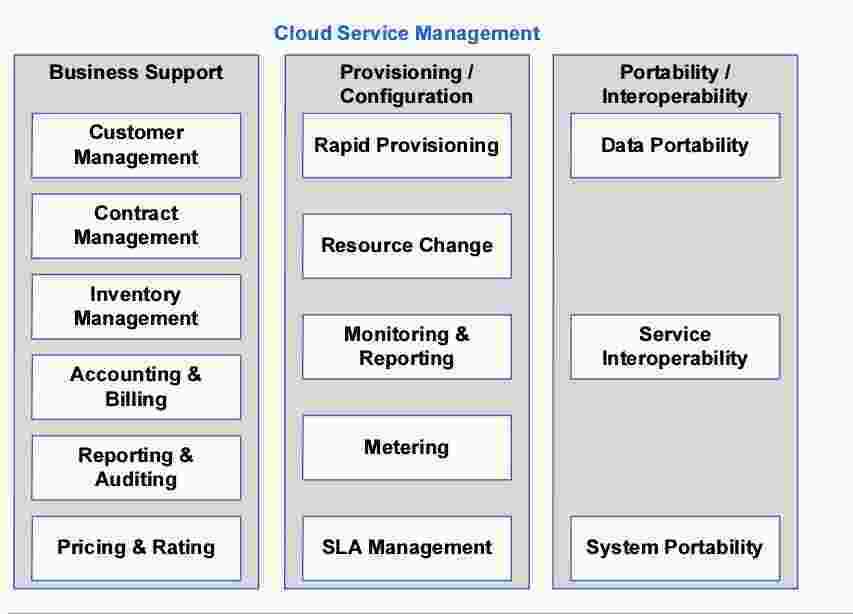 Cloud Service Management
Business Support
Customer
Management
Contract
Management
Inventory
Management
Accounting &
Billing
Reporting &
Auditing
Pricing & Rating
Provisioning /
Configuration
Rapid Provisioning
Resource Change
Monitoring &
Reporting
Metering
SLA Management
Portability /
Interoperability
Data Portability
Service
Interoperability
System Portability